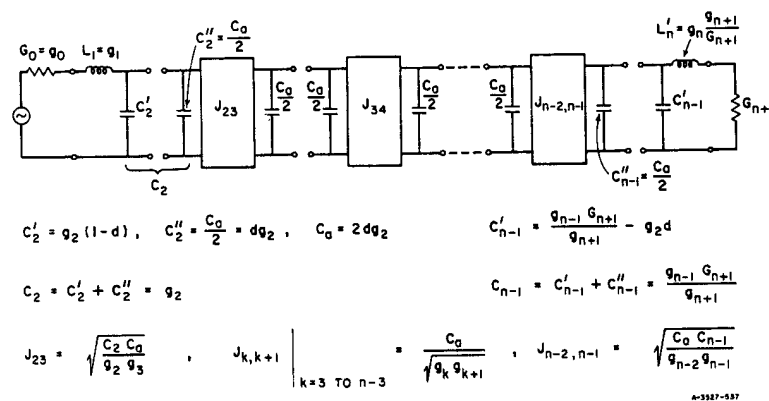 G₀ = g₀
L₁ = g₁
C₂'' = Cₐ/2
C₂'
C₂
J₂₃
Cₐ/2
Cₐ/2
J₃₄
Cₐ/2
Cₐ/2
Jₙ₋₂,ₙ₋₁
C''ₙ₋₁ = Cₐ/2
C'ₙ₋₁
L'ₙ = gₙ gₙ₊₁/Gₙ₊₁
Gₙ₊
C₂' = g₂ (1-d) , C₂'' = Cₐ/2 = dg₂ , Cₐ = 2dg₂
C'ₙ₋₁ = gₙ₋₁ Gₙ₊₁/gₙ₊₁ - g₂d
C₂ = C₂' + C₂'' = g₂
Cₙ₋₁ = C'ₙ₋₁ + C''ₙ₋₁ = gₙ₋₁ Gₙ₊₁/gₙ₊₁
J₂₃ = √(C₂ Cₐ/g₂ g₃) , Jₖ,ₖ₊₁ |ₖ₌₃ TO ₙ₋₃ = Cₐ/√(gₖ gₖ₊₁) , Jₙ₋₂,ₙ₋₁ = √(Cₐ Cₙ₋₁/gₙ₋₂ gₙ₋₁)
A-3527-537